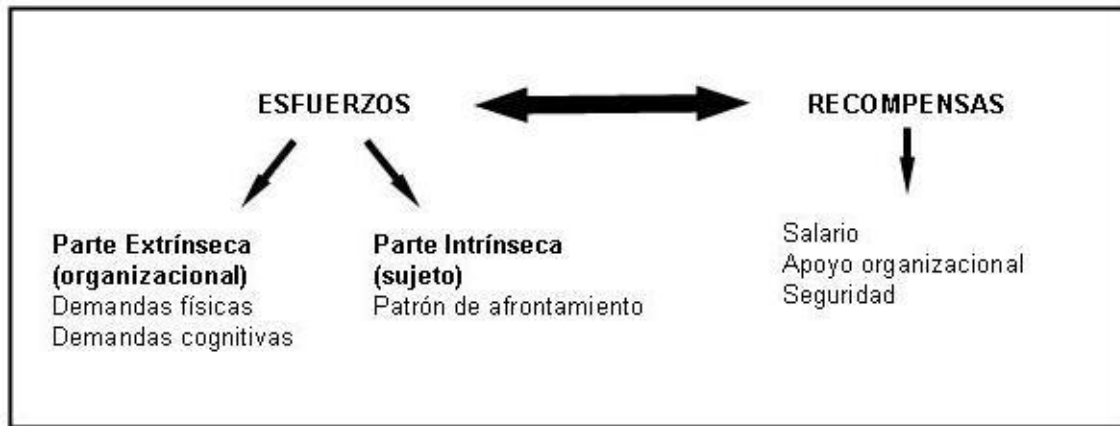 ESFUERZOS
RECOMPENSAS
Parte Extrínseca
(organizacional)
Demandas físicas
Demandas cognitivas
Parte Intrínseca
(sujeto)
Patrón de afrontamiento
Salario
Apoyo organizacional
Seguridad